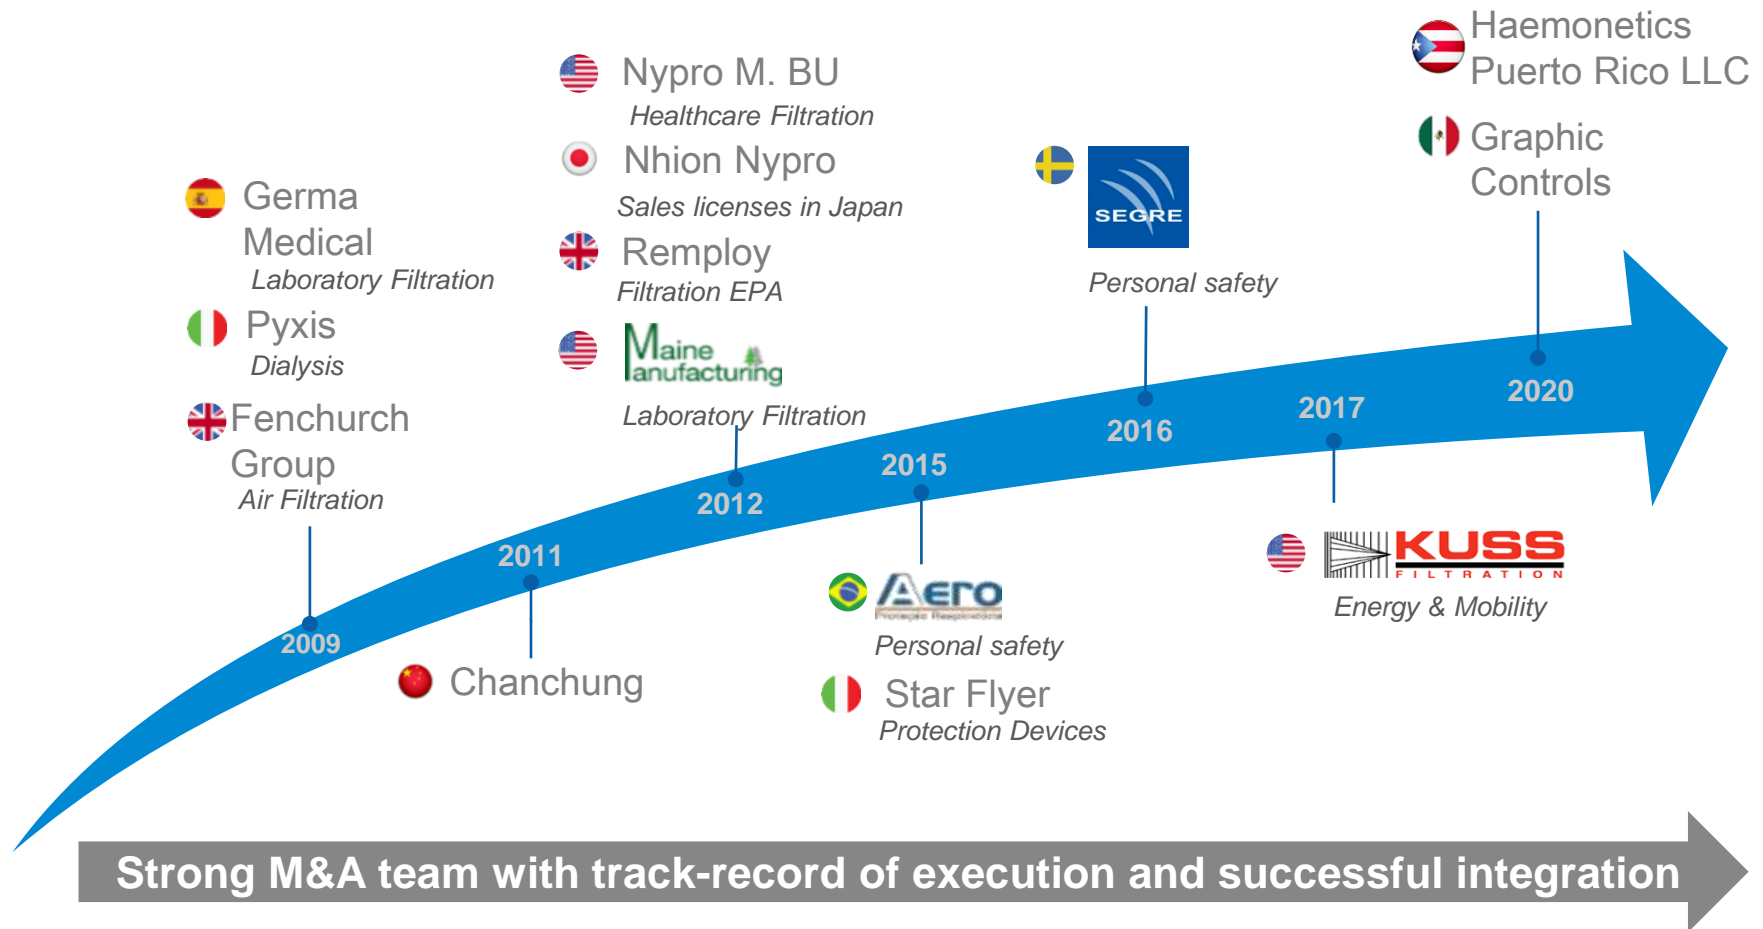 Germa
Medical
Laboratory Filtration
Pyxis
Dialysis
Fenchurch
Group
Air Filtration
2009
2011
Chanchung
Nypro M. BU
Healthcare Filtration
Nhion Nypro
Sales licenses in Japan
Remploy
Filtration EPA
Maine
Manufacturing
Laboratory Filtration
2012
2015
Aero
Proteção Respiratória
Personal safety
Star Flyer
Protection Devices
SEGRE
Personal safety
2016
2017
KUSS
FILTRATION
Energy & Mobility
Haemonetics
Puerto Rico LLC
Graphic
Controls
2020
Strong M&A team with track-record of execution and successful integration